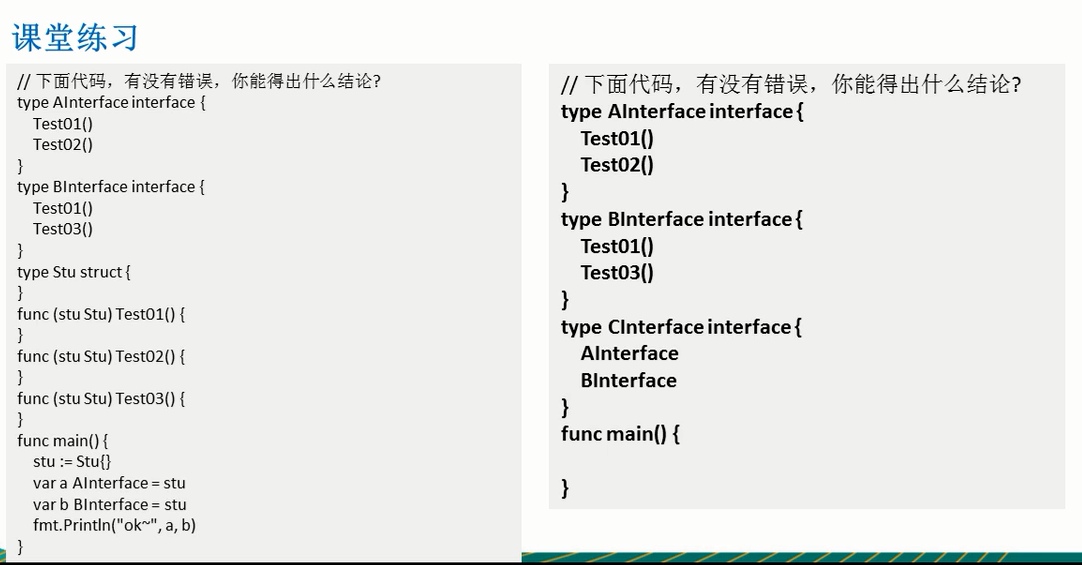 课堂练习
// 下面代码，有没有错误，你能得出什么结论?
type AInterface interface {
    Test01()
    Test02()
}
type BInterface interface {
    Test01()
    Test03()
}
type Stu struct {
}
func (stu Stu) Test01() {
}
func (stu Stu) Test02() {
}
func (stu Stu) Test03() {
}
func main() {
    stu := Stu{}
    var a AInterface = stu
    var b BInterface = stu
    fmt.Println("ok~", a, b)
}
// 下面代码，有没有错误，你能得出什么结论?
type AInterface interface {
    Test01()
    Test02()
}
type BInterface interface {
    Test01()
    Test03()
}
type CInterface interface {
    AInterface
    BInterface
}
func main() {
}